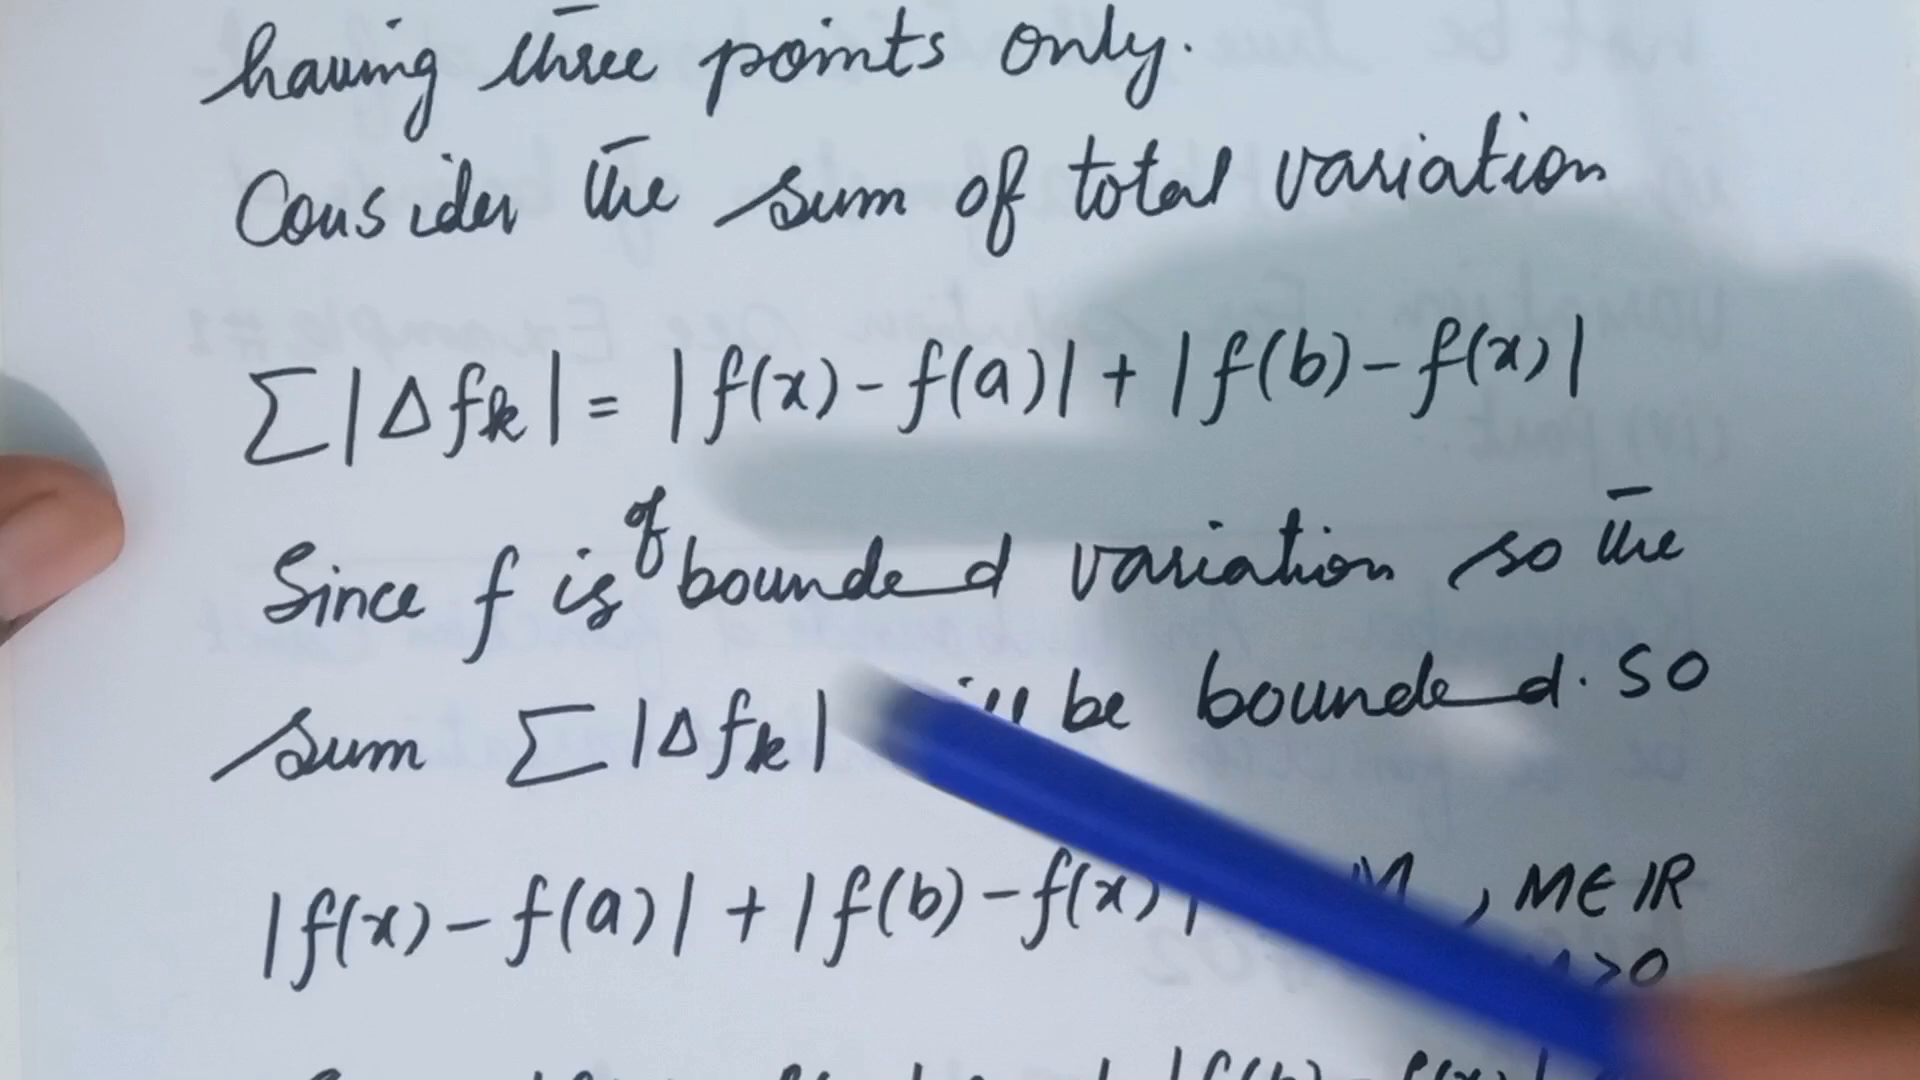 having three points only.
Consider the sum of total variation
∑|Δfk| = |f(x) - f(a)| + |f(b) - f(x)|
Since f is of bounded variation so the
sum ∑|Δfk| be bounded. So
|f(x) - f(a)| + |f(b) - f(x)| M, M∈ℝ
>0
|f(b) - f(x)|